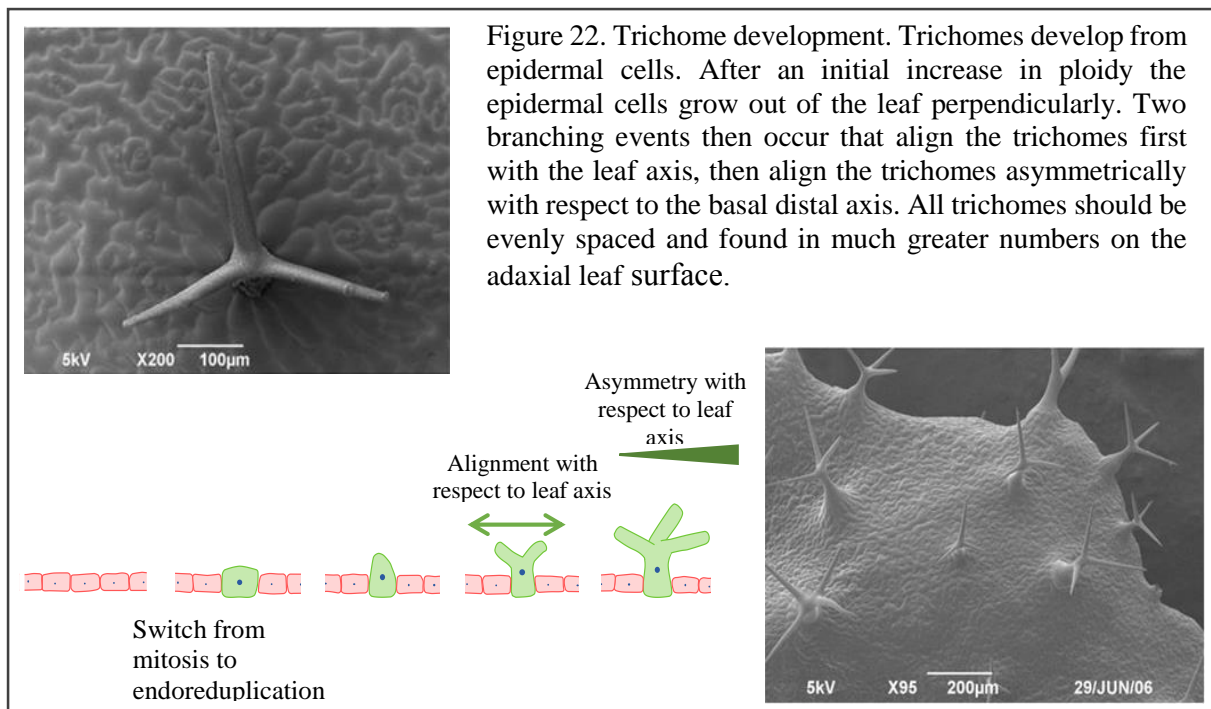 Figure 22. Trichome development. Trichomes develop from
epidermal cells. After an initial increase in ploidy the
epidermal cells grow out of the leaf perpendicularly. Two
branching events then occur that align the trichomes first
with the leaf axis, then align the trichomes asymmetrically
with respect to the basal distal axis. All trichomes should be
evenly spaced and found in much greater numbers on the
adaxial leaf surface.
5kV X200 100µm
Asymmetry with
respect to leaf
axis
Alignment with
respect to leaf axis
Switch from
mitosis to
endoreduplication
5kV X95 200µm 29/JUN/06